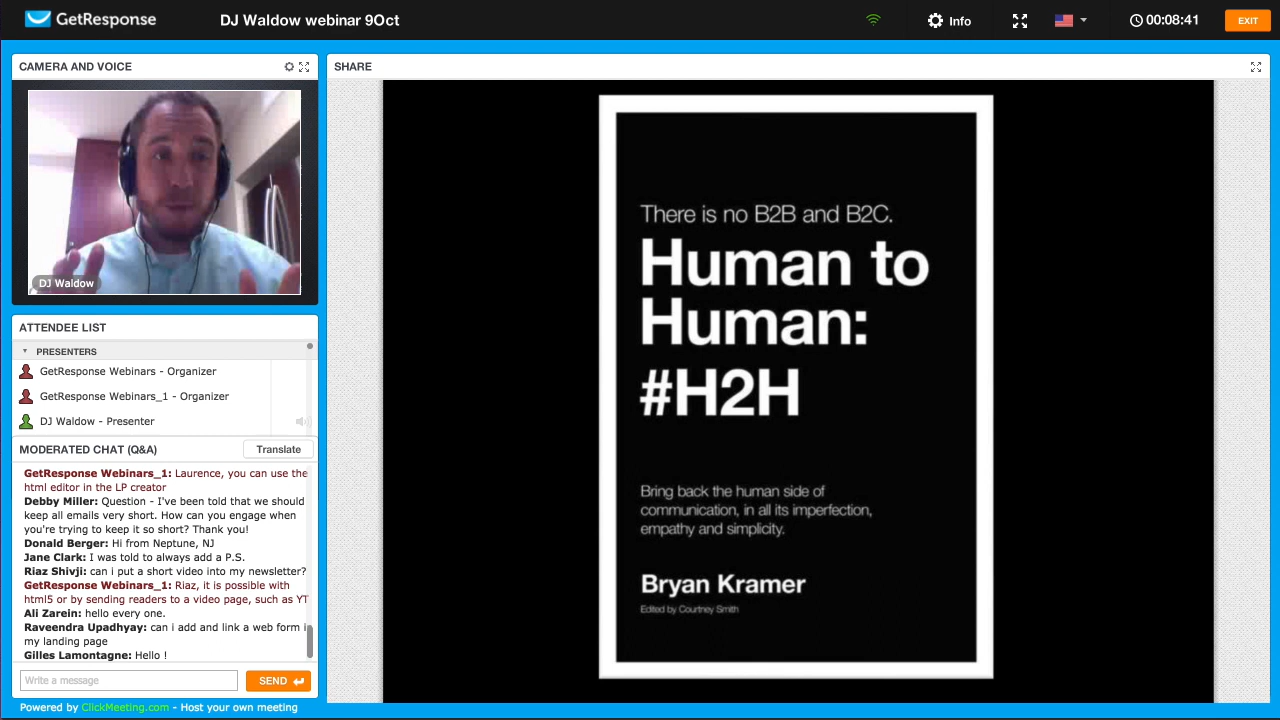 GetResponse
DJ Waldow webinar 9Oct
Info
00:08:41
EXIT
CAMERA AND VOICE
DJ Waldow
ATTENDEE LIST
PRESENTERS
GetResponse Webinars - Organizer
GetResponse Webinars_1 - Organizer
DJ Waldow - Presenter
MODERATED CHAT (Q&A)
Translate
GetResponse Webinars_1: Laurence, you can use the
html editor in the LP creator
Debby Miller: Question - I've been told that we should
keep all emails very short. How can you engage when
you're trying to keep it so short? Thank you!
Donald Berger: Hi from Neptune, NJ
Jane Clark: I was told to always add a P.S.
Riaz Shivji: can i put a short video into my newsletter?
GetResponse Webinars_1: Riaz, it is possible with
html5 or by sending readers to a video page, such as YT
Ali Zarein: hello every one.
Raveendra Upadhyay: can i add and link a web form i
my landing page
Gilles Lamontagne: Hello !
Write a message
SEND
Powered by ClickMeeting.com - Host your own meeting
SHARE
There is no B2B and B2C.
Human to
Human:
#H2H
Bring back the human side of
communication, in all its imperfection,
empathy and simplicity.
Bryan Kramer
Edited by Courtney Smith